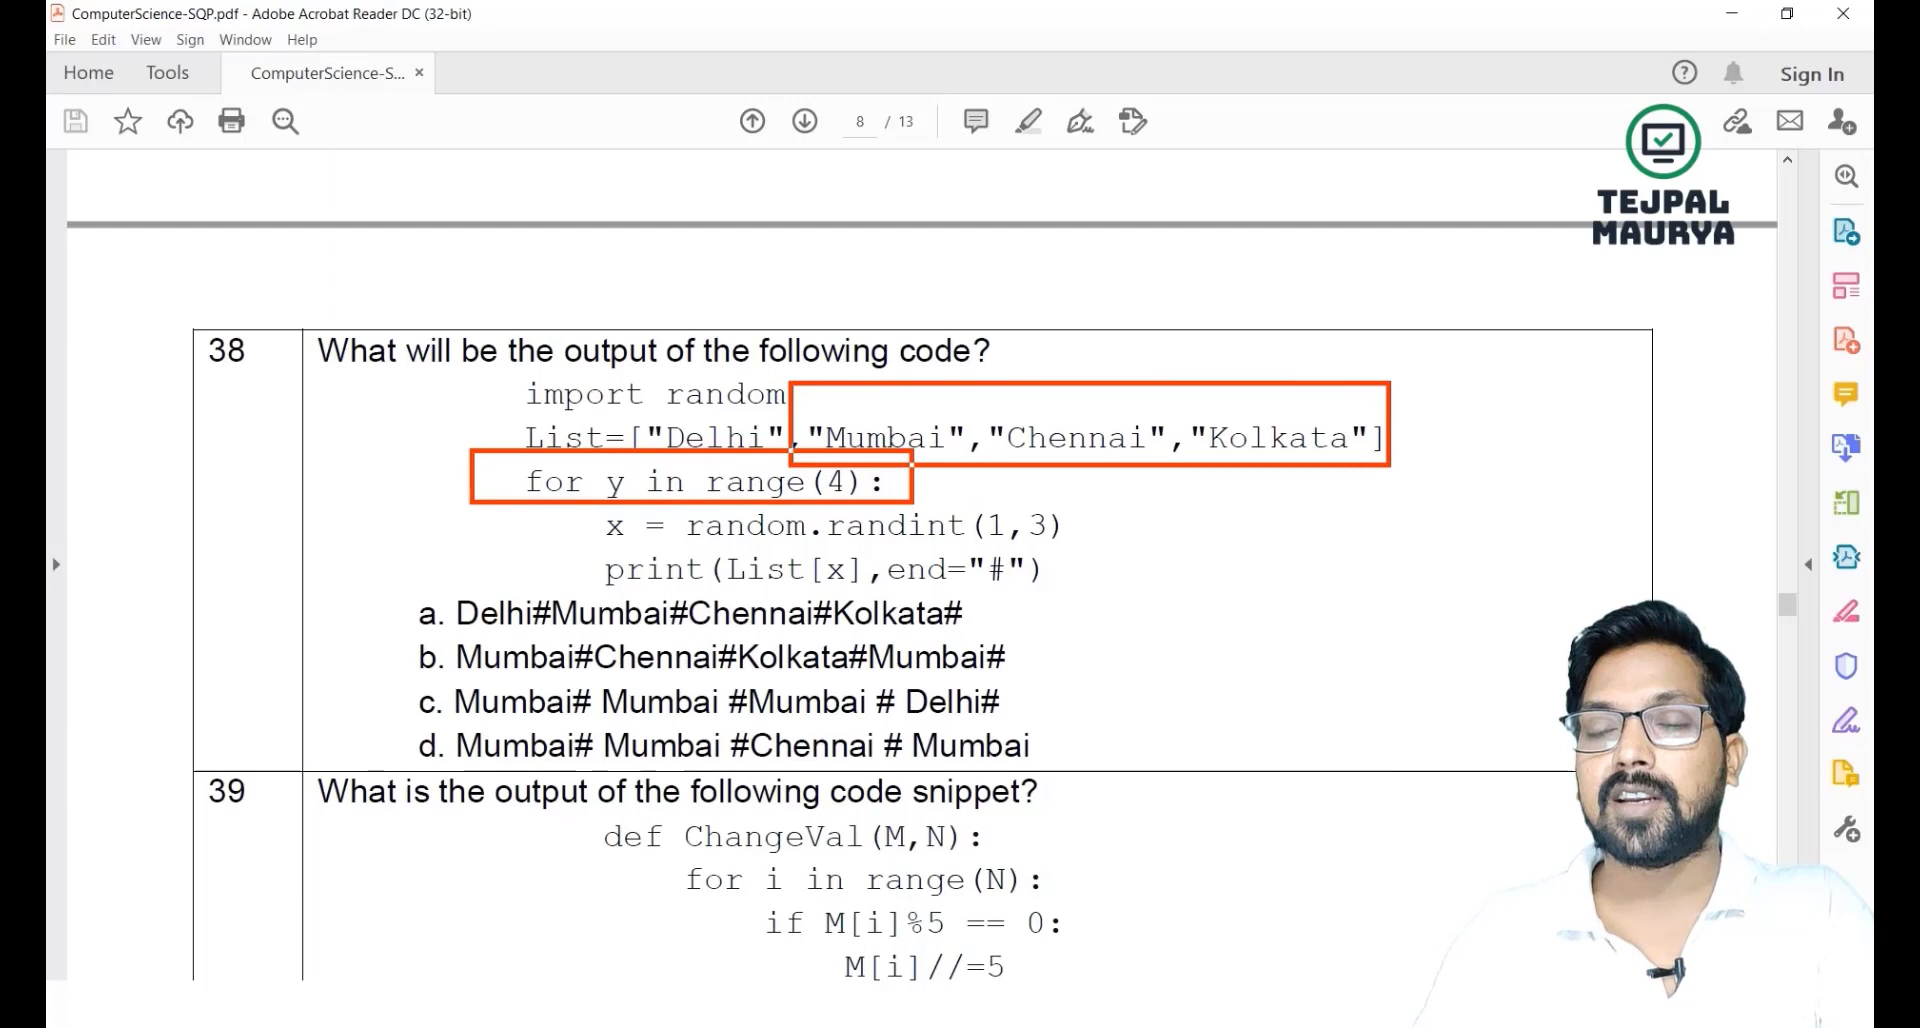 ComputerScience-SQP.pdf - Adobe Acrobat Reader DC (32-bit)
File Edit View Sign Window Help
Home Tools ComputerScience-S... × Sign In
8 / 13
TEJPAL
MAURYA
38 What will be the output of the following code?
import random
List=["Delhi","Mumbai","Chennai","Kolkata"]
for y in range(4):
x = random.randint(1,3)
print(List[x],end="#")
a. Delhi#Mumbai#Chennai#Kolkata#
b. Mumbai#Chennai#Kolkata#Mumbai#
c. Mumbai# Mumbai #Mumbai # Delhi#
d. Mumbai# Mumbai #Chennai # Mumbai
39 What is the output of the following code snippet?
def ChangeVal(M,N):
for i in range(N):
if M[i]%5 == 0:
M[i]//=5